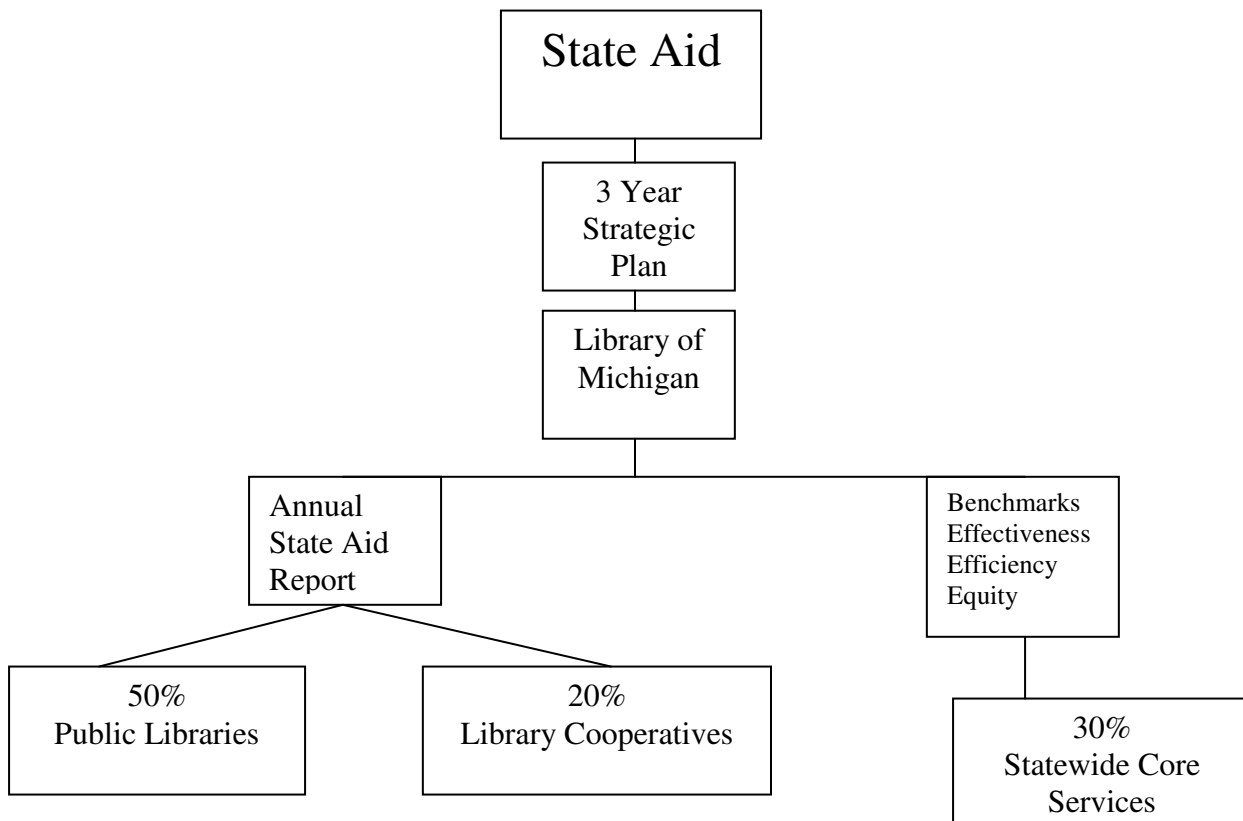 State Aid
3 Year
Strategic
Plan
Library of
Michigan
Annual
State Aid
Report
Benchmarks
Effectiveness
Efficiency
Equity
50%
Public Libraries
20%
Library Cooperatives
30%
Statewide Core
Services